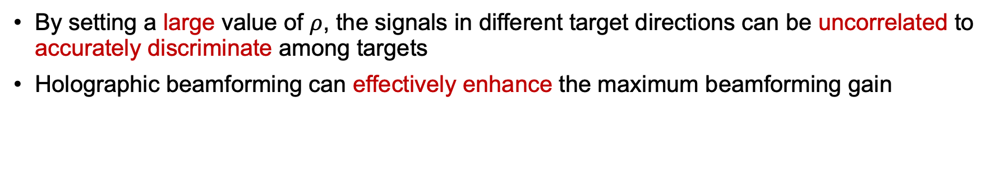 • By setting a large value of ρ, the signals in different target directions can be uncorrelated to
accurately discriminate among targets
• Holographic beamforming can effectively enhance the maximum beamforming gain